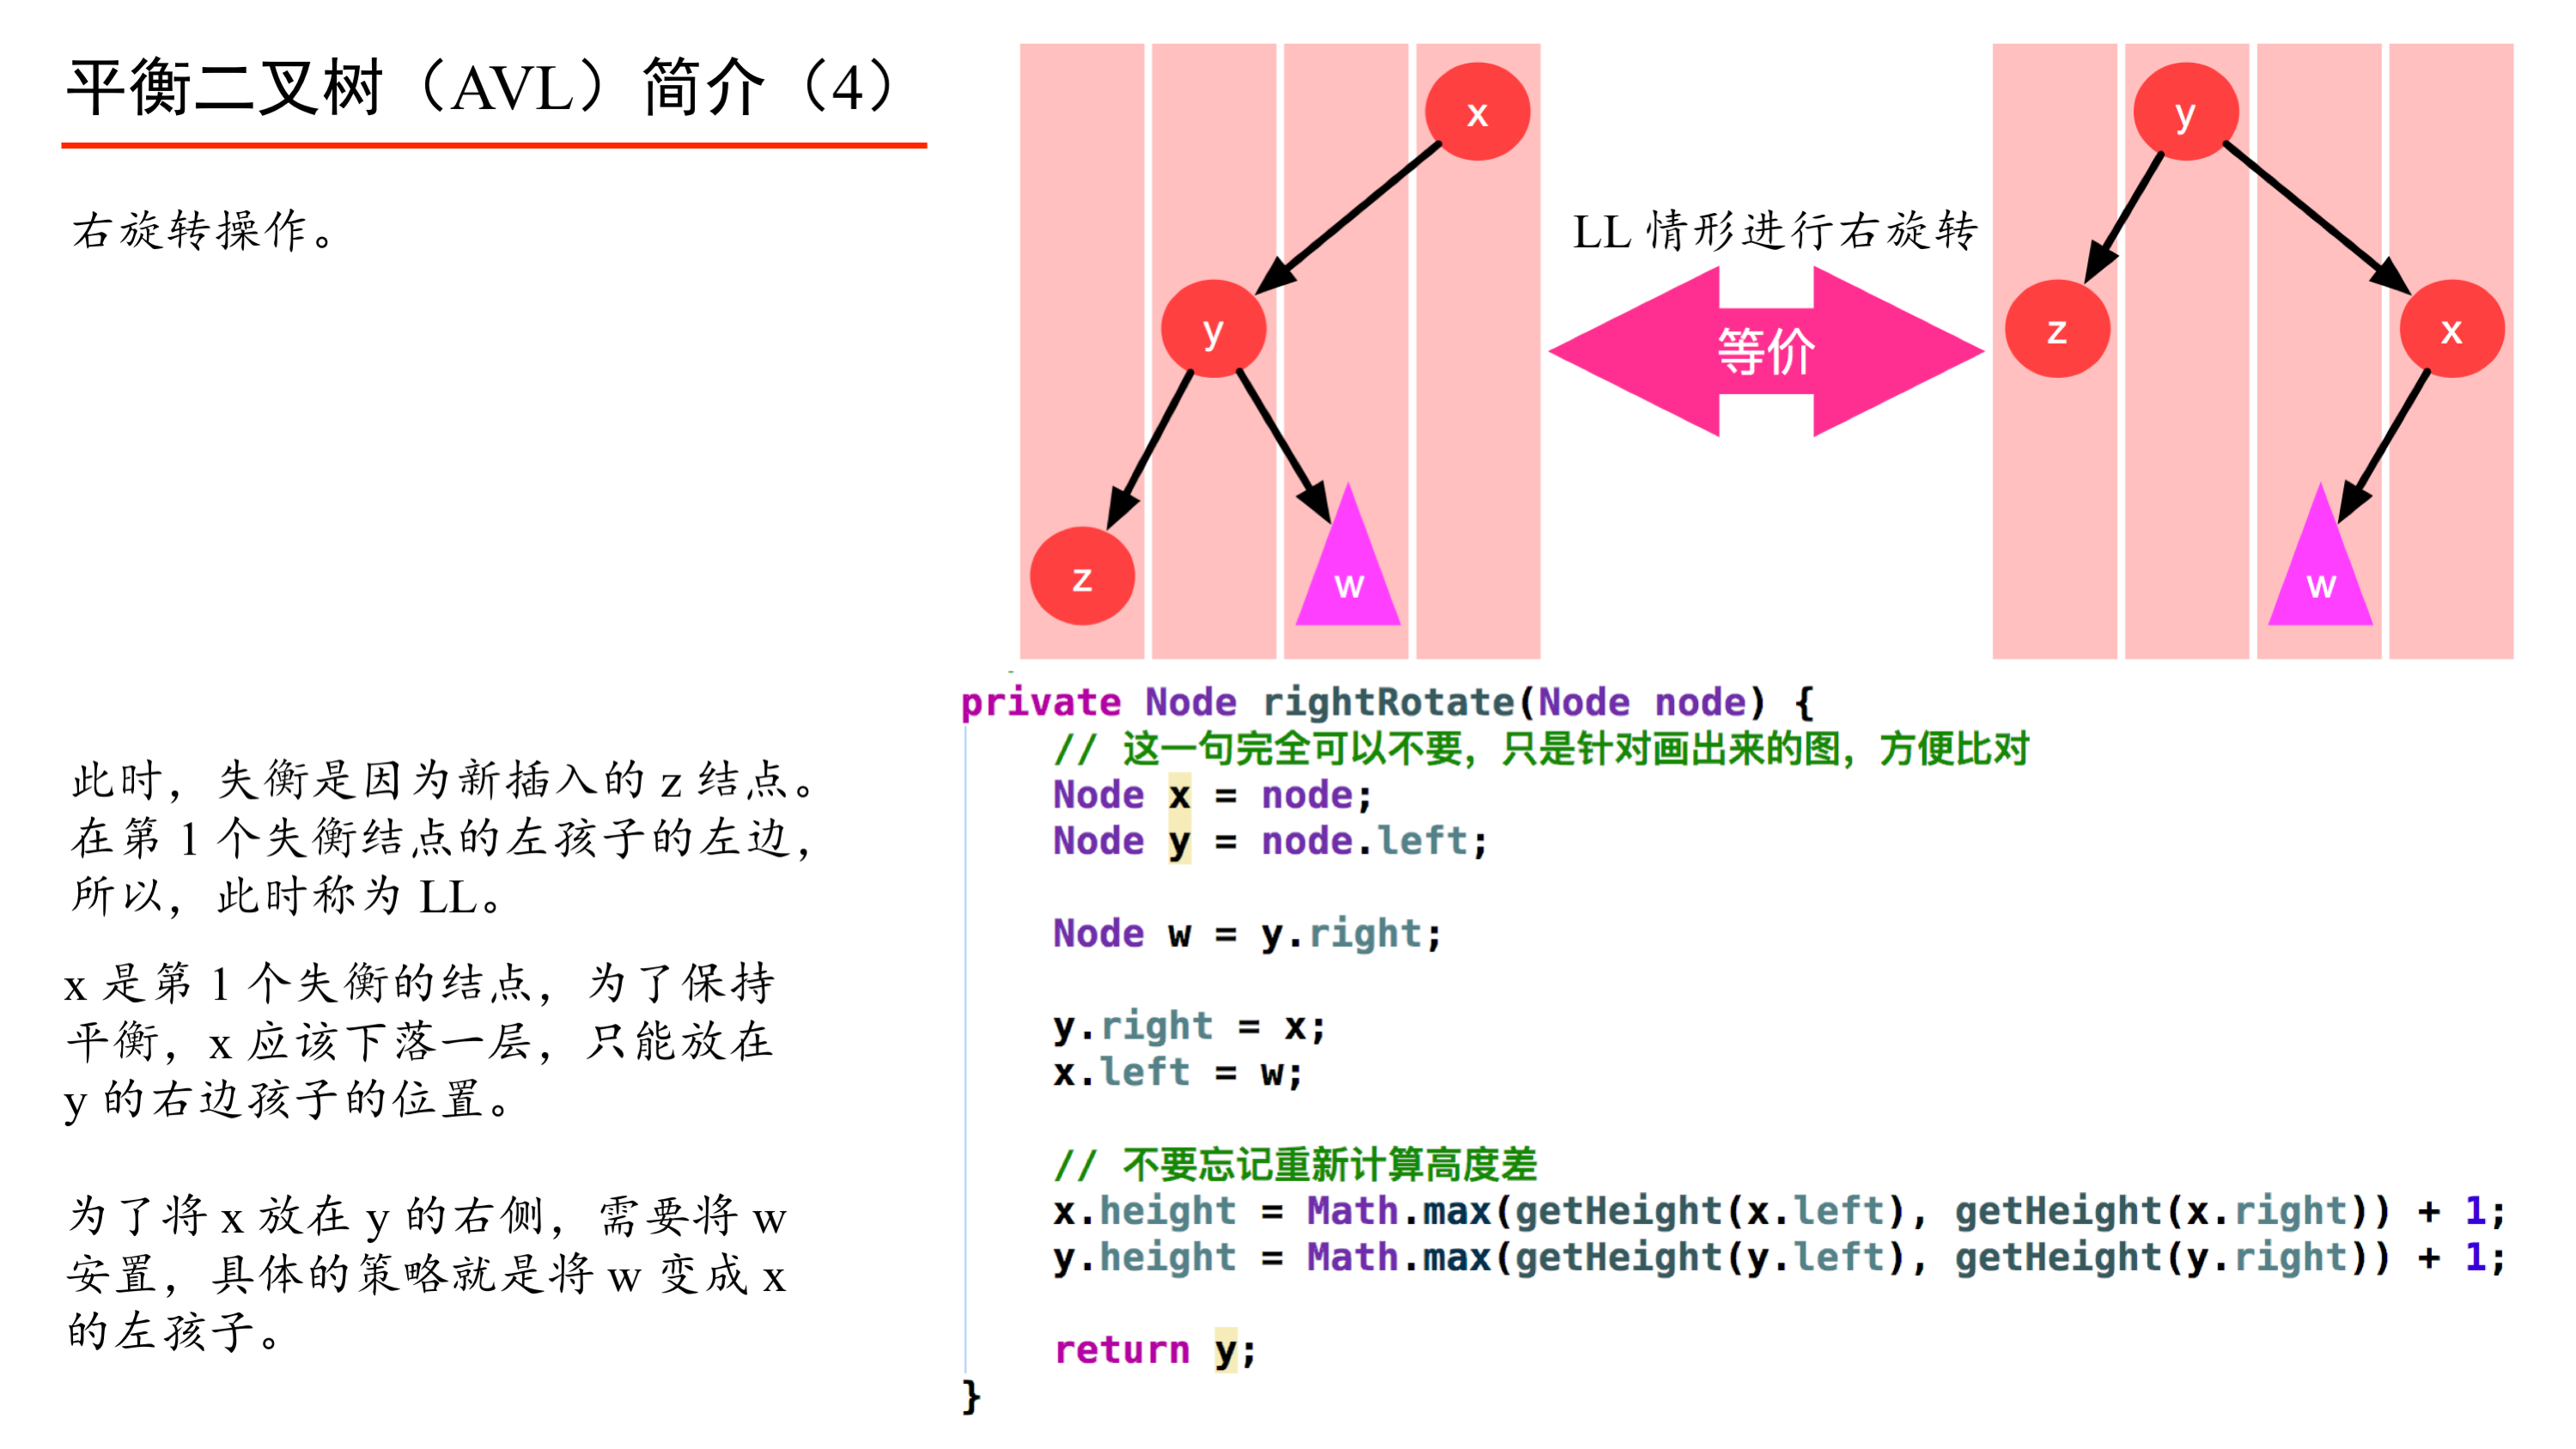 平衡二叉树（AVL）简介（4）
右旋转操作。
x
y
z
w
LL 情形进行右旋转
等价
y
z
x
w
此时，失衡是因为新插入的 z 结点。
在第 1 个失衡结点的左孩子的左边，
所以，此时称为 LL。
x 是第 1 个失衡的结点，为了保持
平衡，x 应该下落一层，只能放在
y 的右边孩子的位置。
为了将 x 放在 y 的右侧，需要将 w
安置，具体的策略就是将 w 变成 x
的左孩子。
private Node rightRotate(Node node) {
// 这一句完全可以不要，只是针对画出来的图，方便比对
Node x = node;
Node y = node.left;
Node w = y.right;
y.right = x;
x.left = w;
// 不要忘记重新计算高度差
x.height = Math.max(getHeight(x.left), getHeight(x.right)) + 1;
y.height = Math.max(getHeight(y.left), getHeight(y.right)) + 1;
return y;
}